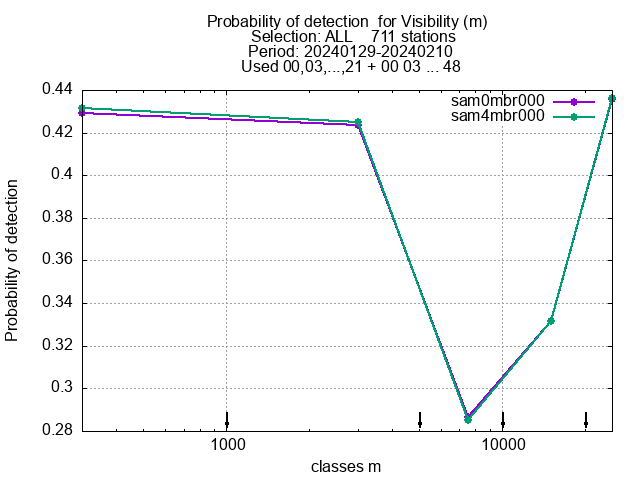 Probability of detection  for Visibility (m)
Selection: ALL    711 stations
Period: 20240129-20240210
Used 00,03,...,21 + 00 03 ... 48
sam0mbr000
sam4mbr000
0.44
0.42
0.4
0.38
0.36
0.34
0.32
0.3
0.28
Probability of detection
1000 10000
classes m